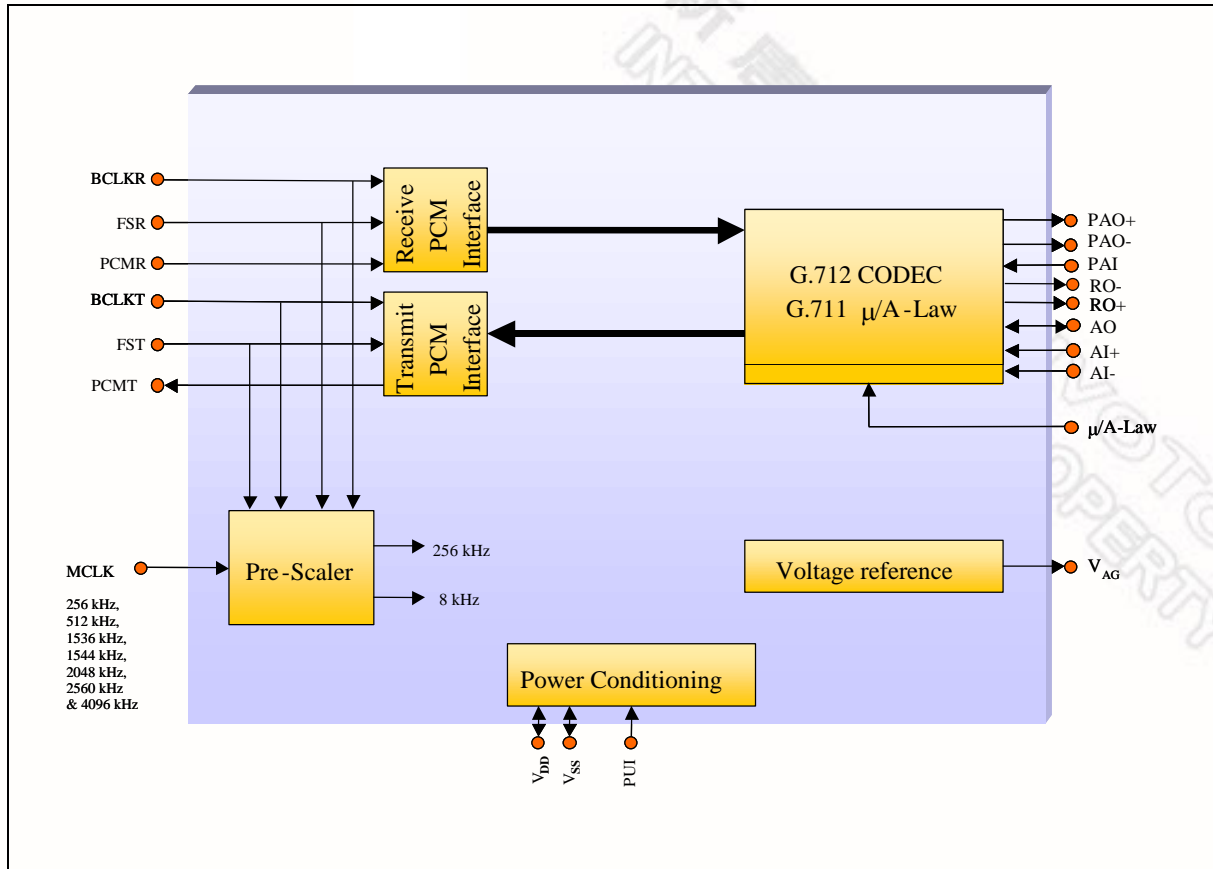 BCLKR
FSR
PCMR
BCLKT
FST
PCMT
Receive
PCM
Interface
Transmit
PCM
Interface
G.712 CODEC
G.711 μ/A-Law
PAO+
PAO-
PAI
RO-
RO+
AO
AI+
AI-
μ/A-Law
MCLK
256 kHz,
512 kHz,
1536 kHz,
1544 kHz,
2048 kHz,
2560 kHz
& 4096 kHz
Pre-Scaler
256 kHz
8 kHz
Voltage reference
VAG
Power Conditioning
VDD
VSS
PUI